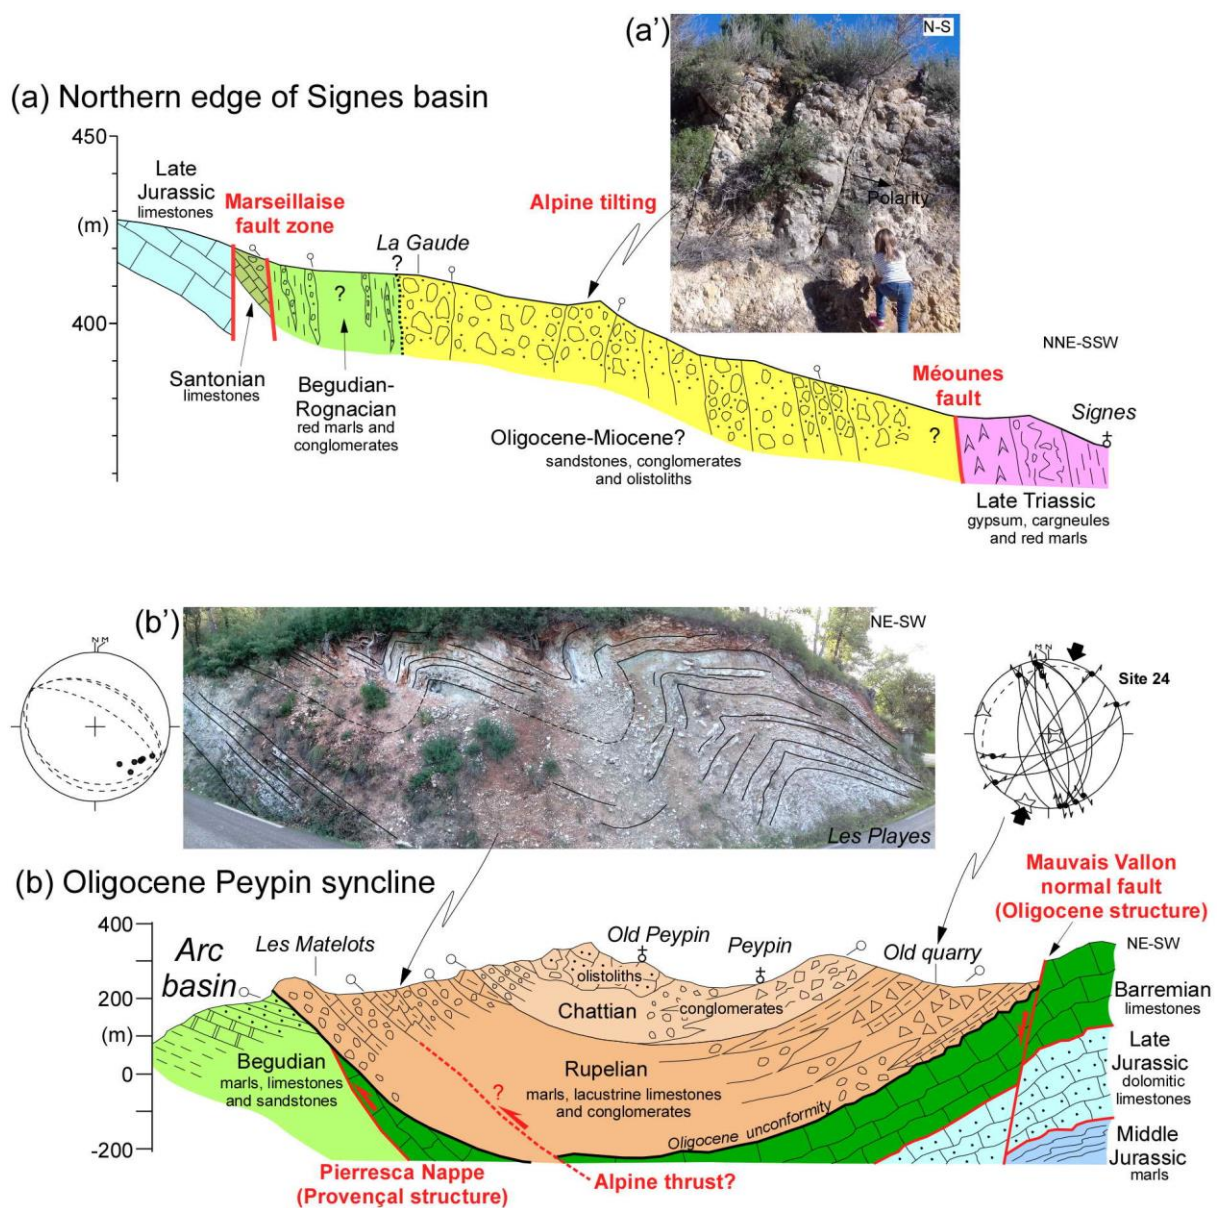 (a')
N-S
Polarity
(a) Northern edge of Signes basin
450
(m)
400
Late
Jurassic
limestones
Marseillaise
fault zone
Alpine tilting
?
La Gaude
?
Santonian
limestones
Begudian-
Rognacian
red marls and
conglomerates
Oligocene-Miocene?
sandstones, conglomerates
and olistoliths
NNE-SSW
Méounes
fault
?
Signes
Late Triassic
gypsum, cargneules
and red marls
(b')
NE-SW
Les Playes
N M
M N
Site 24
(b) Oligocene Peypin syncline
Mauvais Vallon
normal fault
(Oligocene structure)
400
200
(m)
0
-200
Arc
basin
Les Matelots
Old Peypin
Peypin
Old quarry
NE-SW
olistoliths
Chattian
conglomerates
Barremian
limestones
Begudian
marls, limestones
and sandstones
Rupelian
marls, lacustrine limestones
and conglomerates
?
Oligocene unconformity
Late
Jurassic
dolomitic
limestones
Middle
Jurassic
marls
Pierresca Nappe
(Provençal structure)
Alpine thrust?